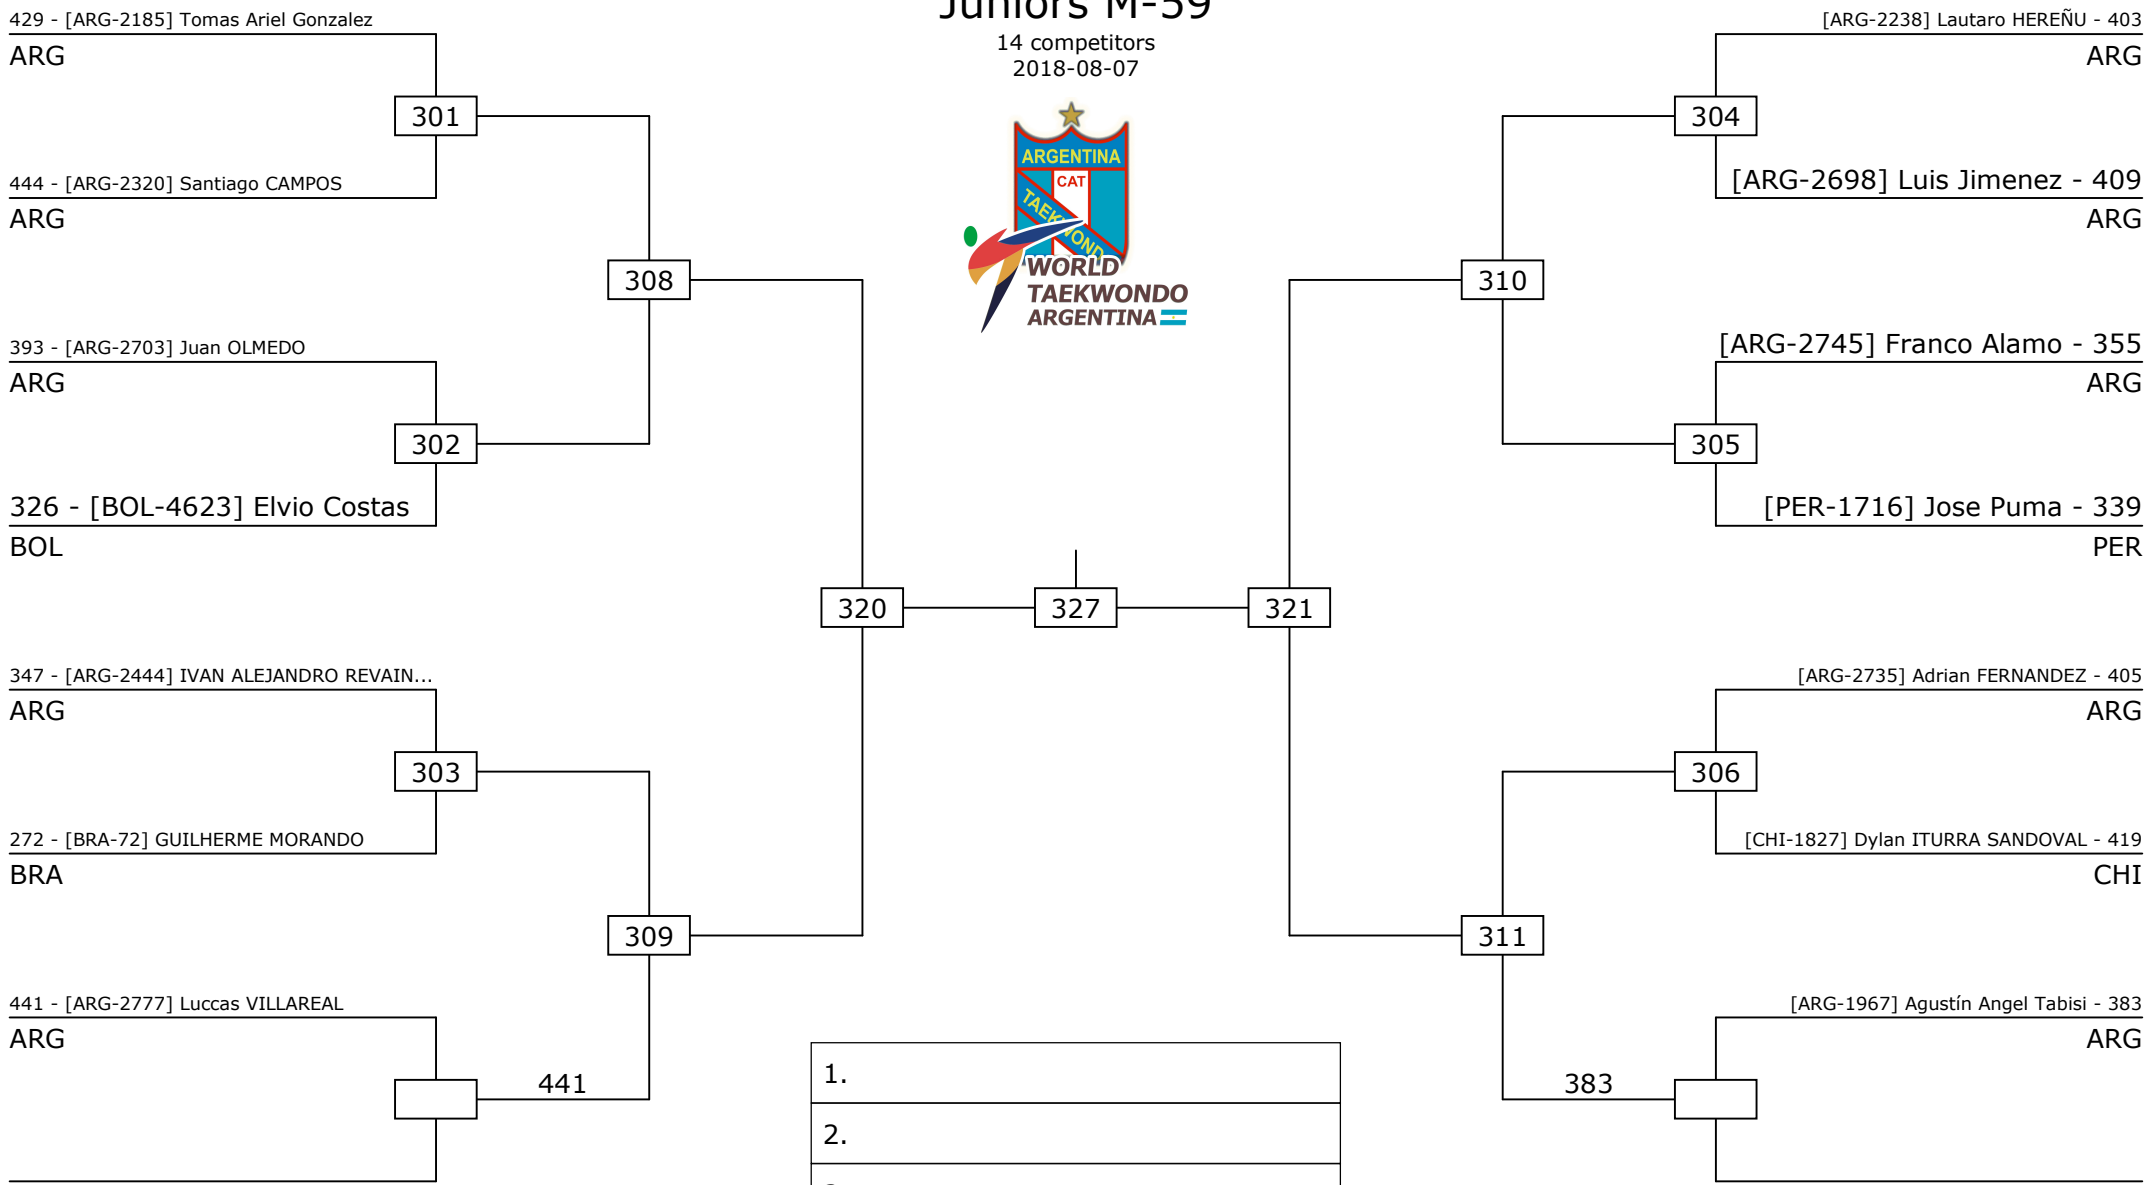 Juniors M-59
14 competitors
2018-08-07
ARGENTINA
CAT
TAEKWONDO
WORLD
TAEKWONDO
ARGENTINA
429 - [ARG-2185] Tomas Ariel Gonzalez
ARG
301
444 - [ARG-2320] Santiago CAMPOS
ARG
308
393 - [ARG-2703] Juan OLMEDO
ARG
302
326 - [BOL-4623] Elvio Costas
BOL
320
347 - [ARG-2444] IVAN ALEJANDRO REVAIN...
ARG
303
272 - [BRA-72] GUILHERME MORANDO
BRA
309
441 - [ARG-2777] Luccas VILLAREAL
ARG
441
327
[ARG-2238] Lautaro HEREÑU - 403
ARG
304
[ARG-2698] Luis Jimenez - 409
ARG
310
[ARG-2745] Franco Alamo - 355
ARG
305
[PER-1716] Jose Puma - 339
PER
321
[ARG-2735] Adrian FERNANDEZ - 405
ARG
306
[CHI-1827] Dylan ITURRA SANDOVAL - 419
CHI
311
[ARG-1967] Agustín Angel Tabisi - 383
ARG
383
1.
2.